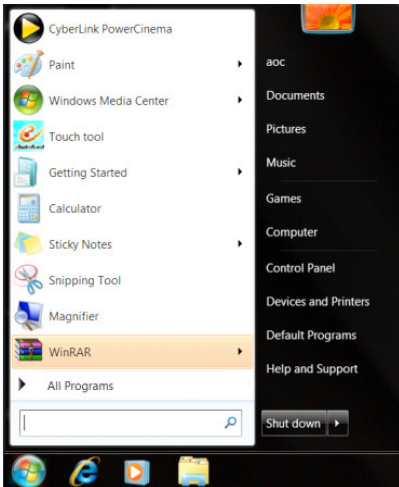 CyberLink PowerCinema
Paint
Windows Media Center
Touch tool
Getting Started
Calculator
Sticky Notes
Snipping Tool
Magnifier
WinRAR
All Programs
aoc
Documents
Pictures
Music
Games
Computer
Control Panel
Devices and Printers
Default Programs
Help and Support
Shut down